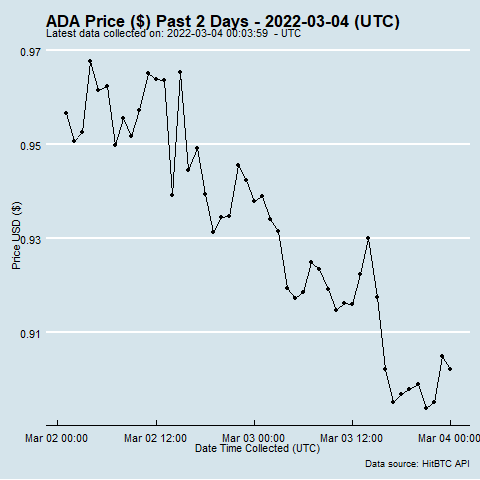 ADA Price ($) Past 2 Days - 2022-03-04 (UTC)
Latest data collected on: 2022-03-04 00:03:59  - UTC
0.97
0.95
0.93
0.91
Price USD ($)
Mar 02 00:00 Mar 02 12:00 Mar 03 00:00 Mar 03 12:00 Mar 04 00:00
Date Time Collected (UTC)
Data source: HitBTC API